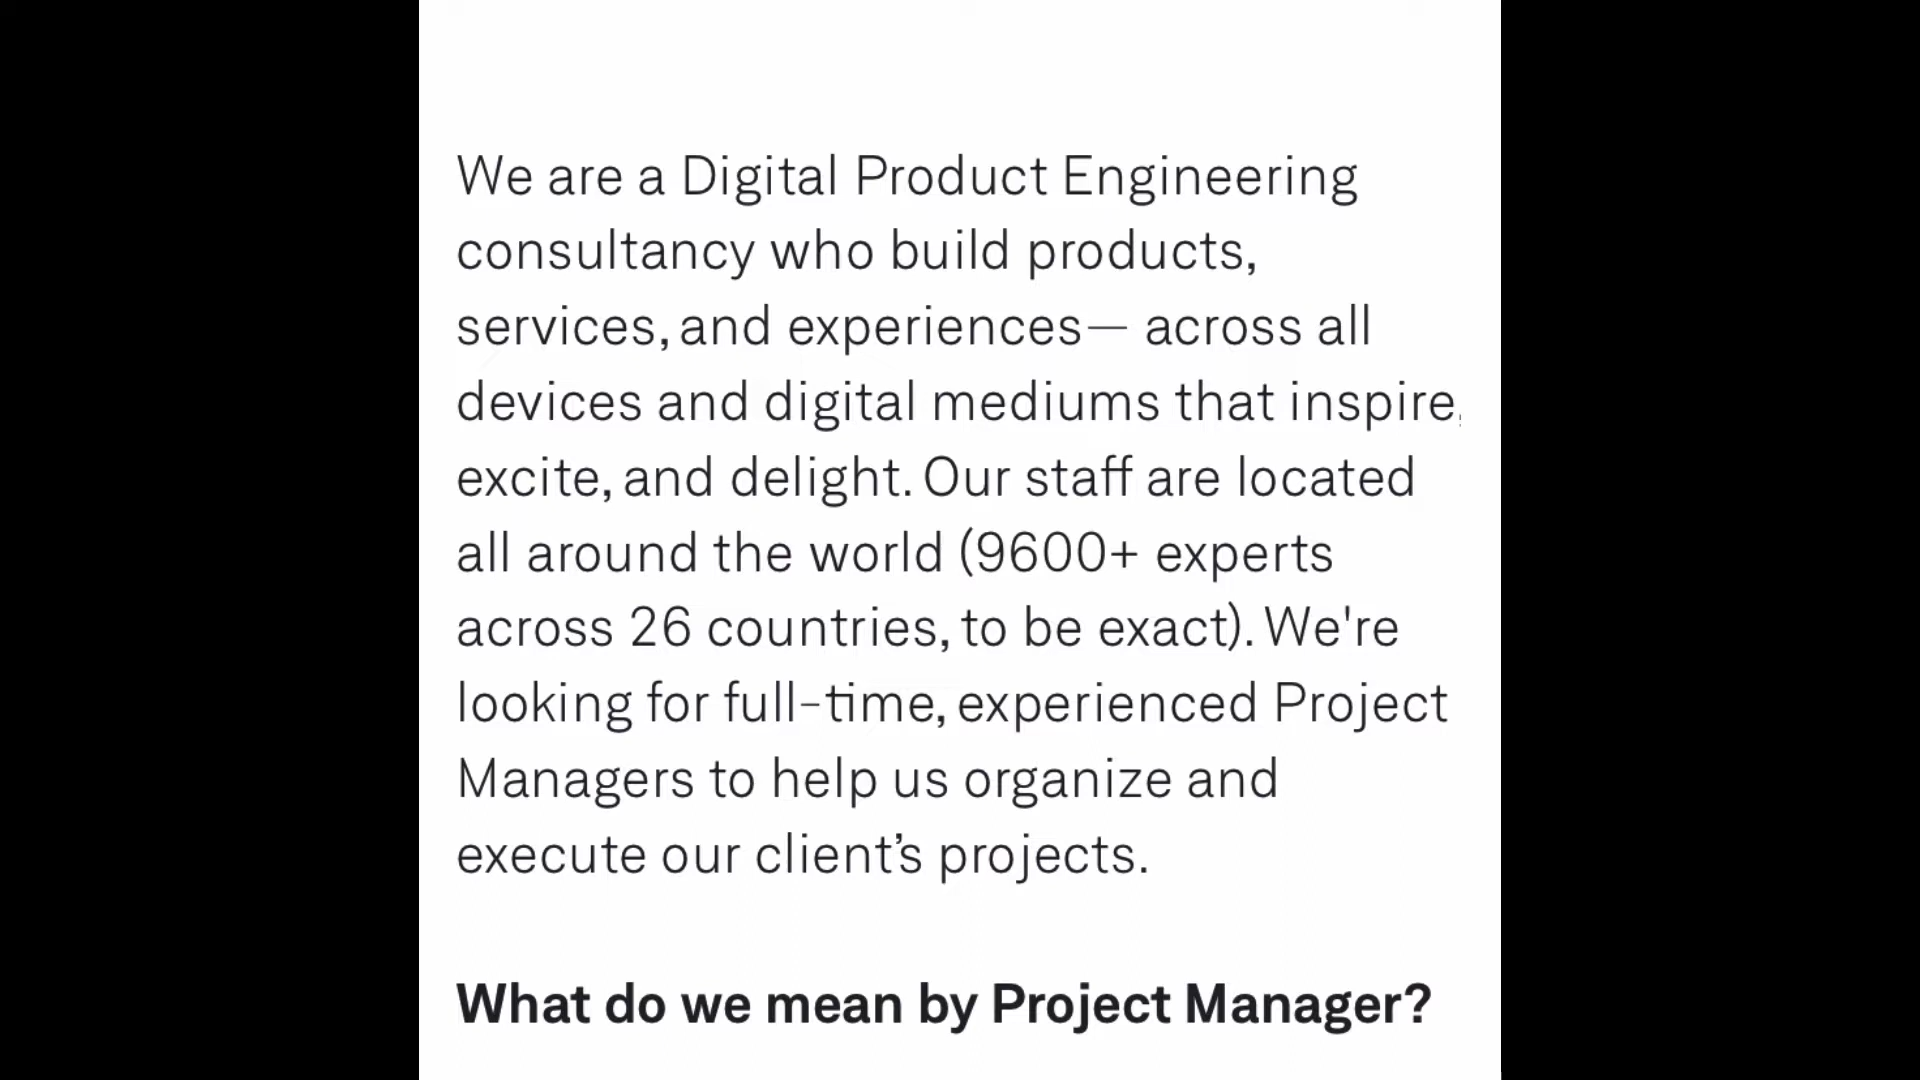 We are a Digital Product Engineering
consultancy who build products,
services, and experiences— across all
devices and digital mediums that inspire,
excite, and delight. Our staff are located
all around the world (9600+ experts
across 26 countries, to be exact). We're
looking for full-time, experienced Project
Managers to help us organize and
execute our client’s projects.
What do we mean by Project Manager?